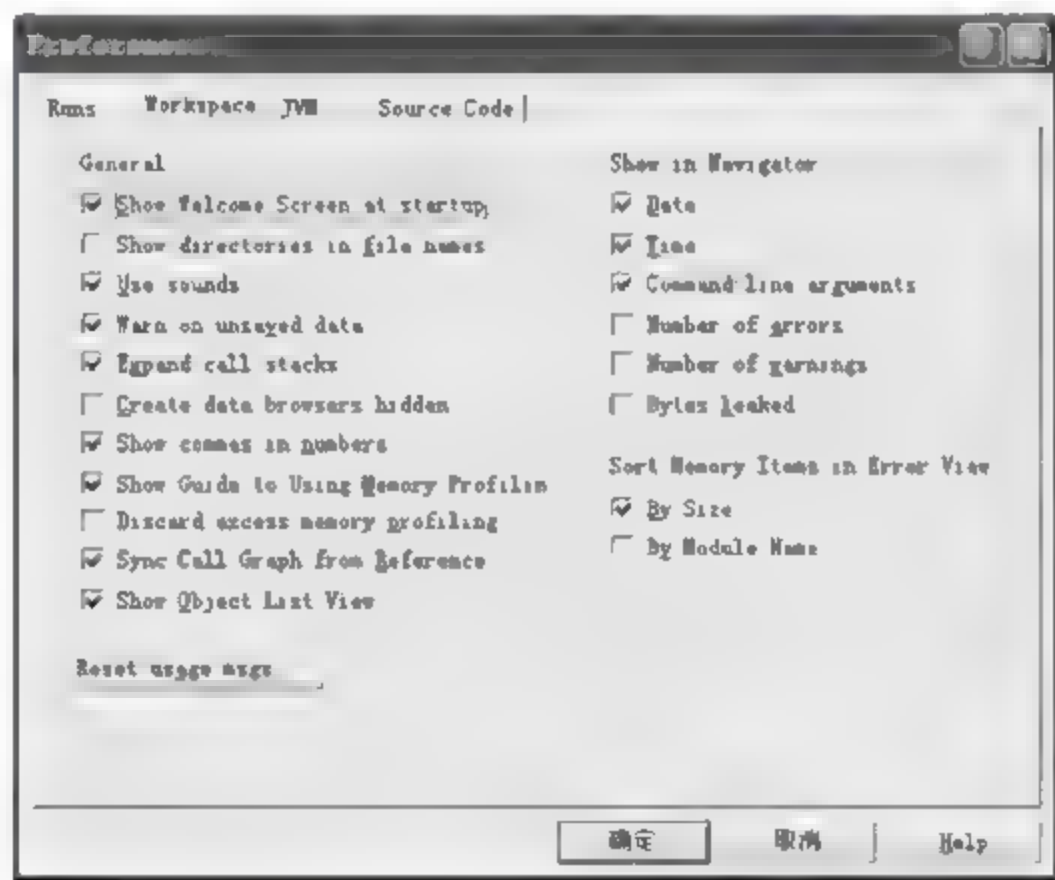 Preferences
Runs Workspace JVM Source Code
General
Show Welcome Screen at startup
Show directories in file names
Use sounds
Warn on unsaved data
Expand call stacks
Create data browsers hidden
Show commas in numbers
Show Guide to Using Memory Profilin
Discard excess memory profiling
Sync Call Graph from Reference
Show Object List View
Reset usage msgs
Show in Navigator
Date
Time
Command line arguments
Number of errors
Number of warnings
Bytes leaked
Sort Memory Items in Error View
By Size
By Module Name
确定 取消 Help